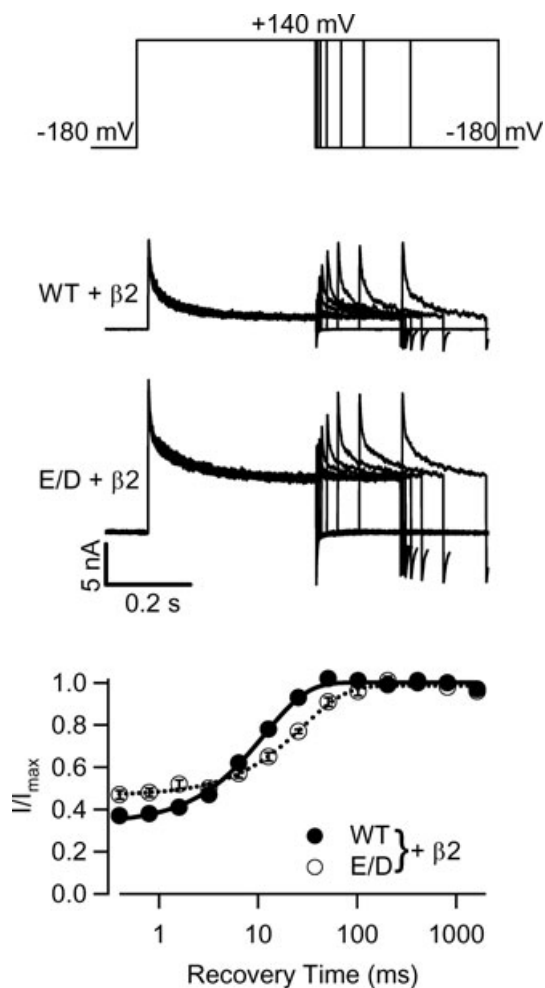 +140 mV
-180 mV
-180 mV
WT + β2
E/D + β2
5 nA
0.2 s
1.0
0.8
0.6
0.4
0.2
0.0
I/Imax
WT
E/D
+ β2
1
10
100
1000
Recovery Time (ms)